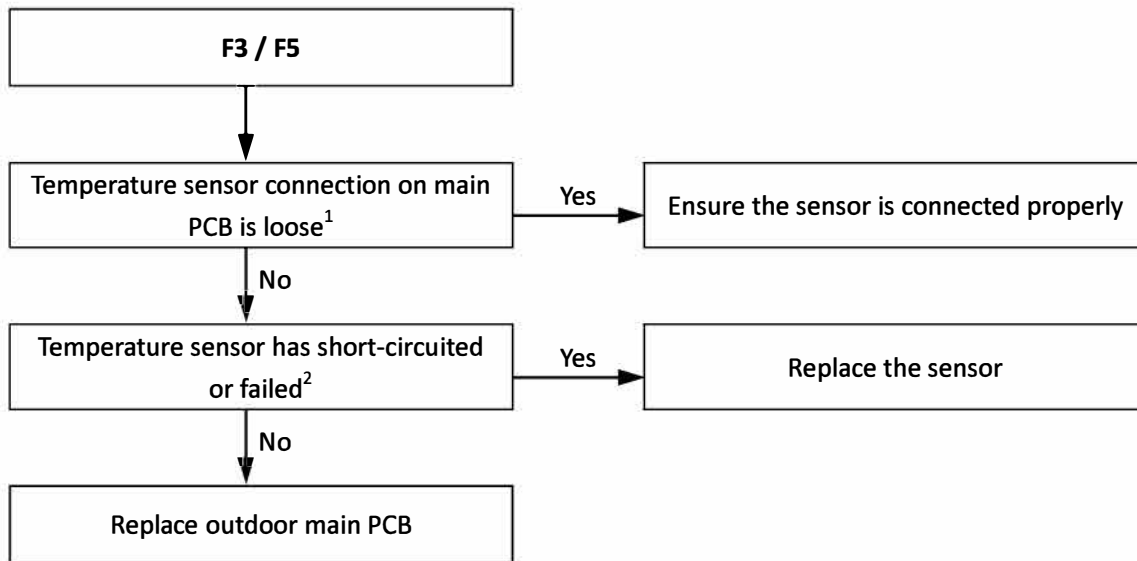 F3 / F5
Temperature sensor connection on main
PCB is loose¹
Yes
Ensure the sensor is connected properly
No
Temperature sensor has short-circuited
or failed²
Yes
Replace the sensor
No
Replace outdoor main PCB